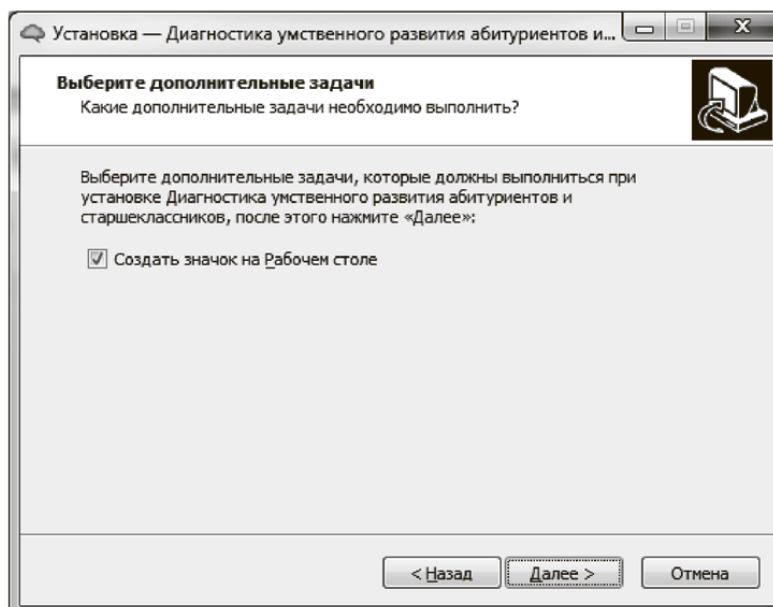 Установка — Диагностика умственного развития абитуриентов и...
Выберите дополнительные задачи
Какие дополнительные задачи необходимо выполнить?
Выберите дополнительные задачи, которые должны выполниться при
установке Диагностика умственного развития абитуриентов и
старшеклассников, после этого нажмите «Далее»:
Создать значок на Рабочем столе
< Назад Далее > Отмена